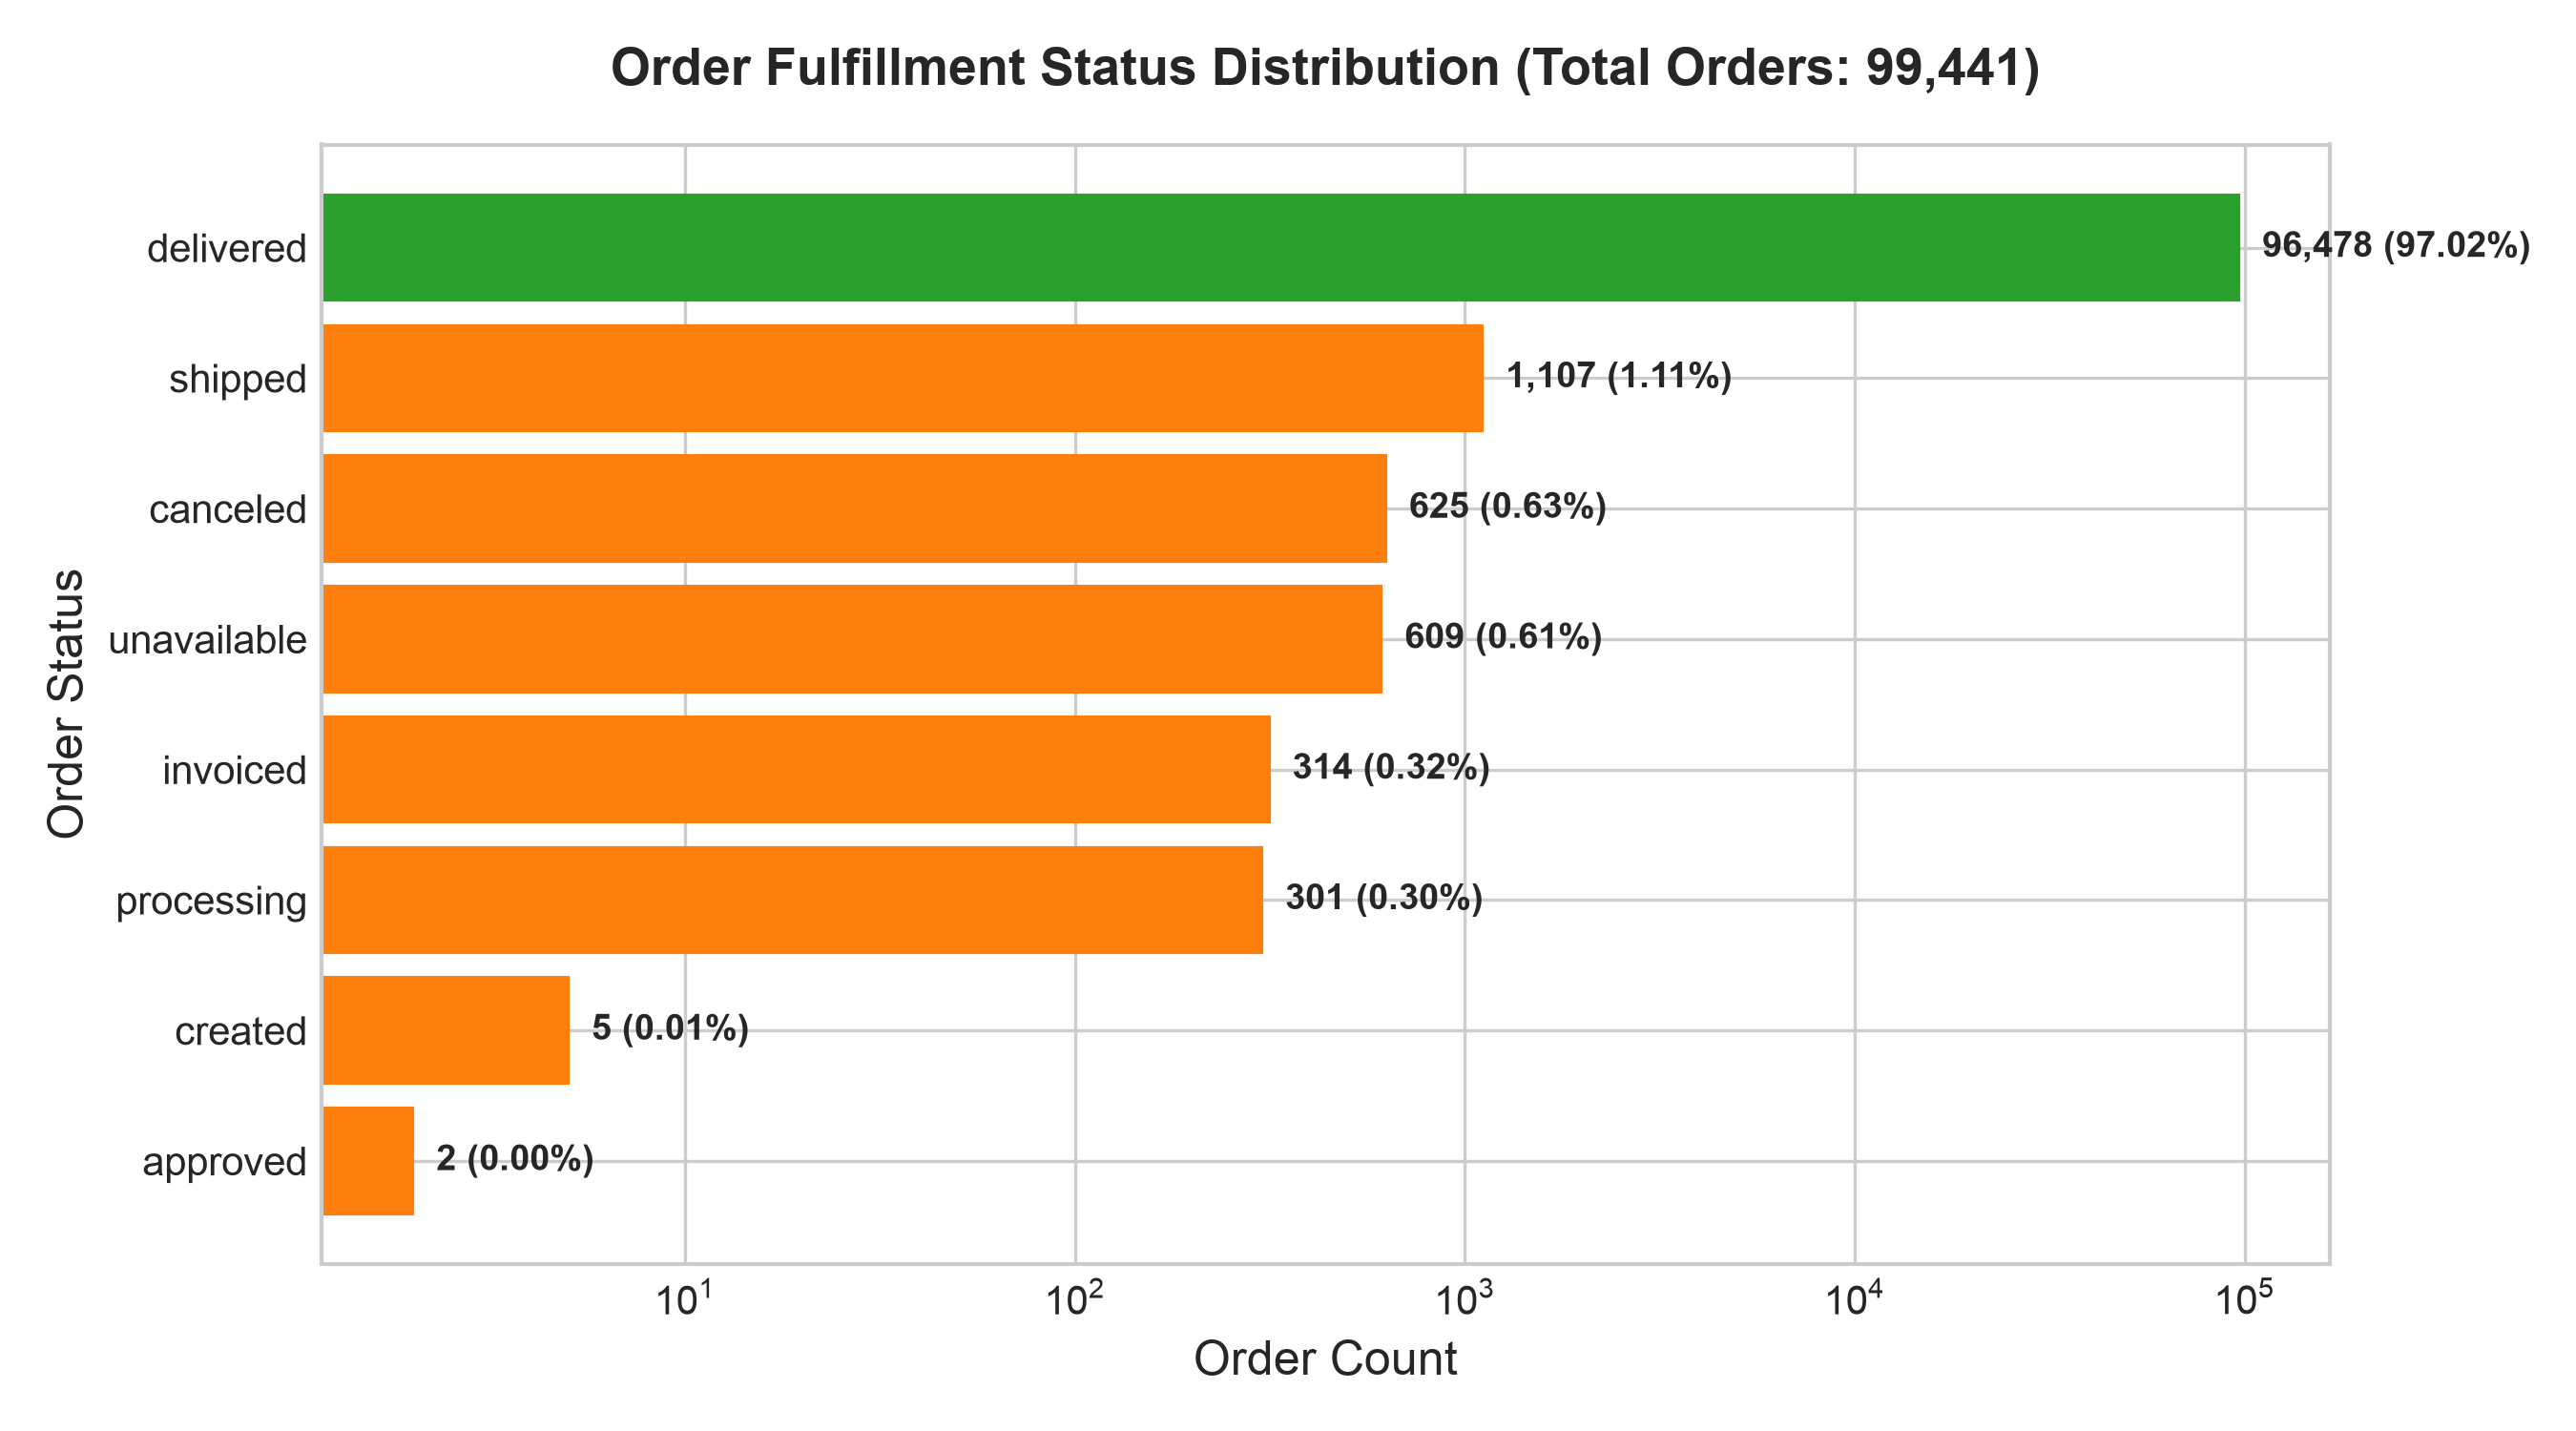 Order Fulfillment Status Distribution (Total Orders: 99,441)
Order Status
delivered
96,478 (97.02%)
shipped
1,107 (1.11%)
canceled
625 (0.63%)
unavailable
609 (0.61%)
invoiced
314 (0.32%)
processing
301 (0.30%)
created
5 (0.01%)
approved
2 (0.00%)
10¹ 10² 10³ 10⁴ 10⁵
Order Count